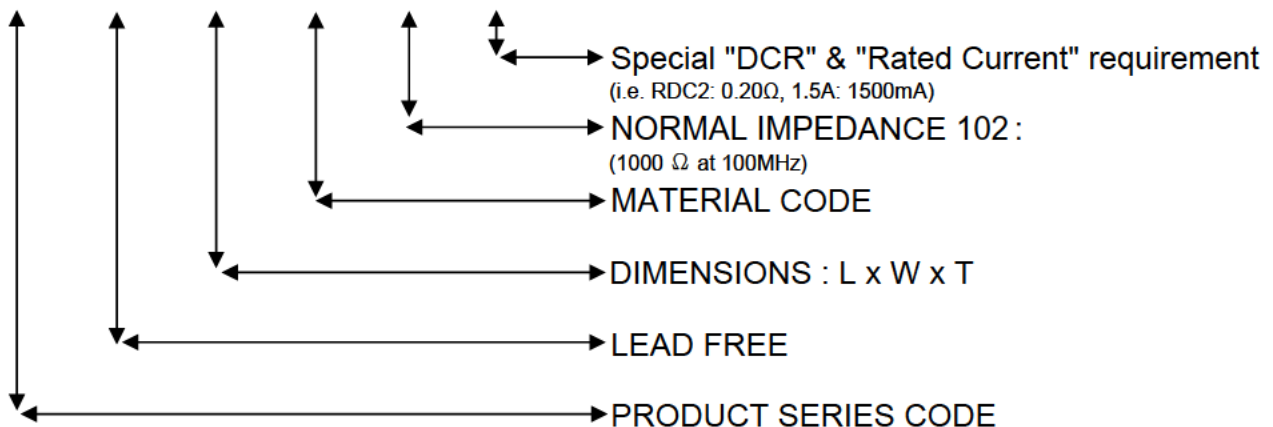 Special "DCR" & "Rated Current" requirement
(i.e. RDC2: 0.20Ω, 1.5A: 1500mA)
NORMAL IMPEDANCE 102 :
(1000 Ω at 100MHz)
MATERIAL CODE
DIMENSIONS : L x W x T
LEAD FREE
PRODUCT SERIES CODE